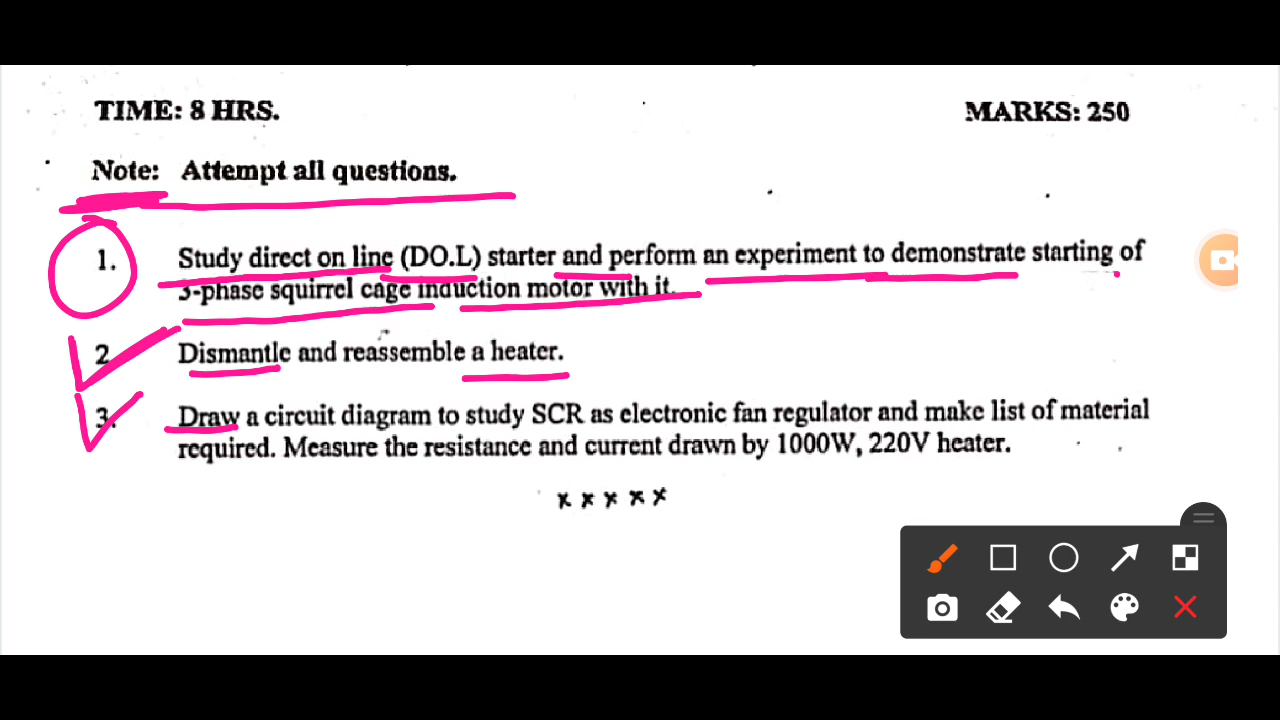 TIME: 8 HRS. MARKS: 250
Note: Attempt all questions.
1. Study direct on line (DO.L) starter and perform an experiment to demonstrate starting of
3-phase squirrel cage induction motor with it.
2. Dismantle and reassemble a heater.
3. Draw a circuit diagram to study SCR as electronic fan regulator and make list of material
required. Measure the resistance and current drawn by 1000W, 220V heater.
x x x x x